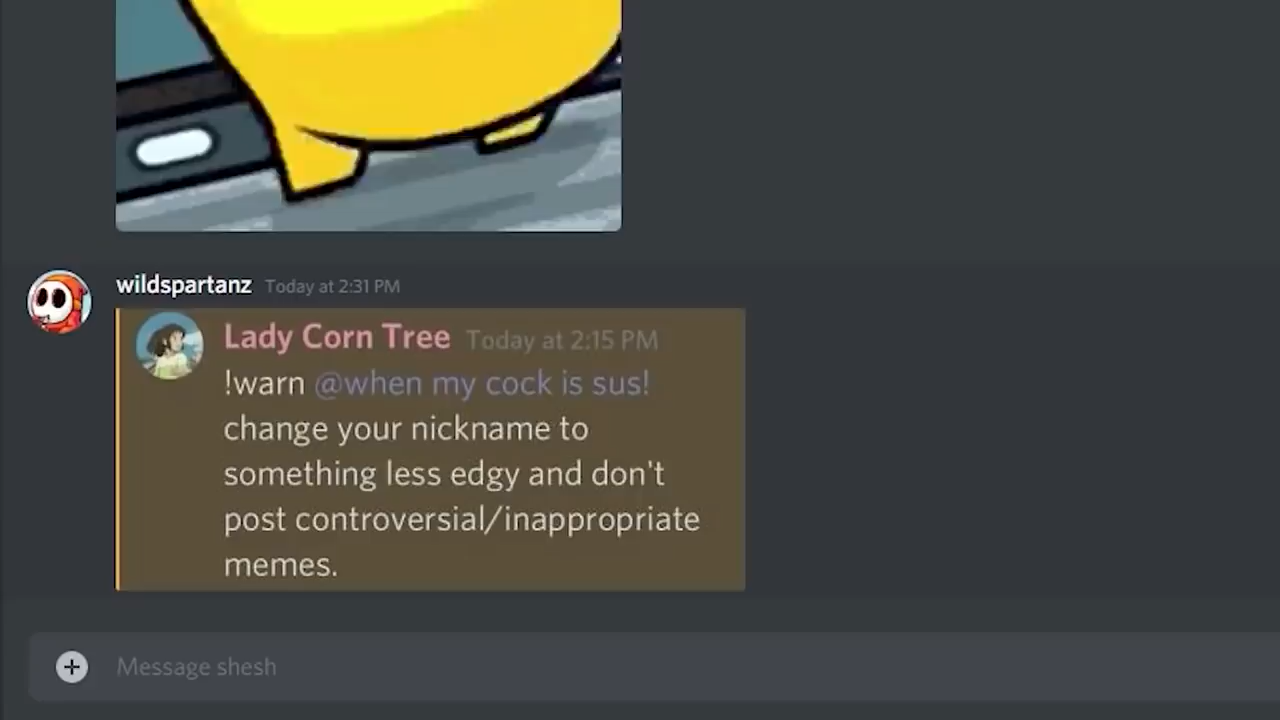 wildspartanz Today at 2:31 PM
Lady Corn Tree Today at 2:15 PM
!warn @when my cock is sus!
change your nickname to
something less edgy and don't
post controversial/inappropriate
memes.
Message shesh